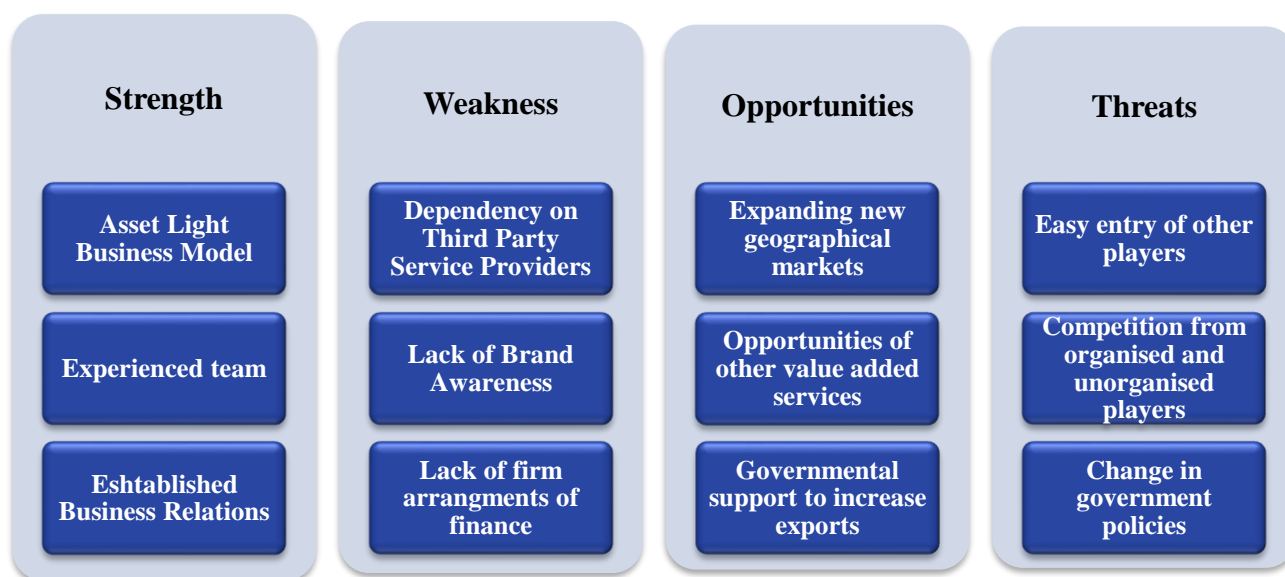 Strength
Asset Light
Business Model
Experienced team
Eshtablished
Business Relations
Weakness
Dependency on
Third Party
Service Providers
Lack of Brand
Awareness
Lack of firm
arrangments of
finance
Opportunities
Expanding new
geographical
markets
Opportunities of
other value added
services
Governmental
support to increase
exports
Threats
Easy entry of other
players
Competition from
organised and
unorganised
players
Change in
government
policies